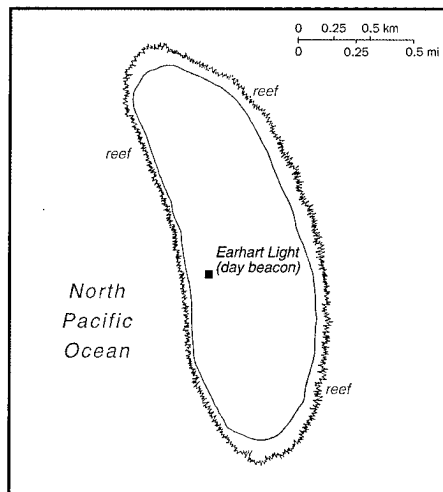 0 0.25 0.5 km
0 0.25 0.5 mi
reef
reef
Earhart Light
(day beacon)
North
Pacific
Ocean
reef